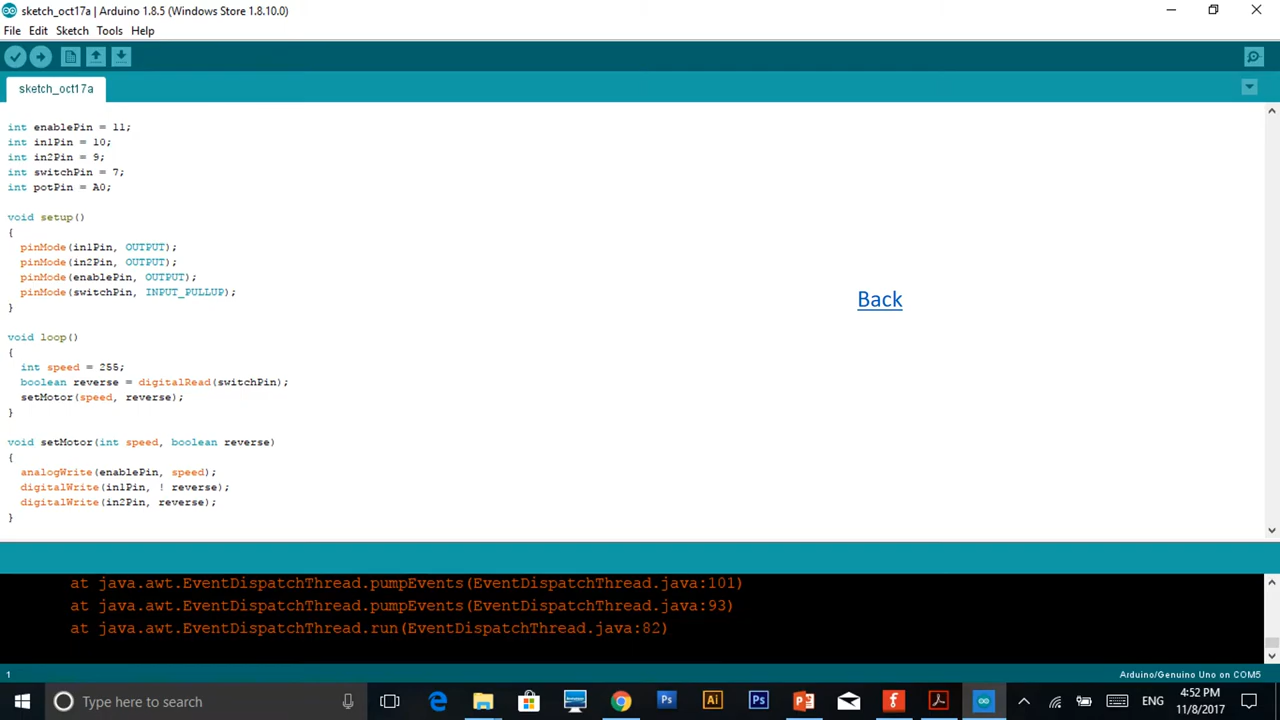 sketch_oct17a | Arduino 1.8.5 (Windows Store 1.8.10.0)
File Edit Sketch Tools Help
sketch_oct17a
int enablePin = 11;
int in1Pin = 10;
int in2Pin = 9;
int switchPin = 7;
int potPin = A0;
void setup()
{
pinMode(in1Pin, OUTPUT);
pinMode(in2Pin, OUTPUT);
pinMode(enablePin, OUTPUT);
pinMode(switchPin, INPUT_PULLUP);
}
Back
void loop()
{
int speed = 255;
boolean reverse = digitalRead(switchPin);
setMotor(speed, reverse);
}
void setMotor(int speed, boolean reverse)
{
analogWrite(enablePin, speed);
digitalWrite(in1Pin, ! reverse);
digitalWrite(in2Pin, reverse);
}
at java.awt.EventDispatchThread.pumpEvents(EventDispatchThread.java:101)
at java.awt.EventDispatchThread.pumpEvents(EventDispatchThread.java:93)
at java.awt.EventDispatchThread.run(EventDispatchThread.java:82)
1 Arduino/Genuino Uno on COM5
Type here to search
Ps Ai Ps
ENG
4:52 PM
11/8/2017